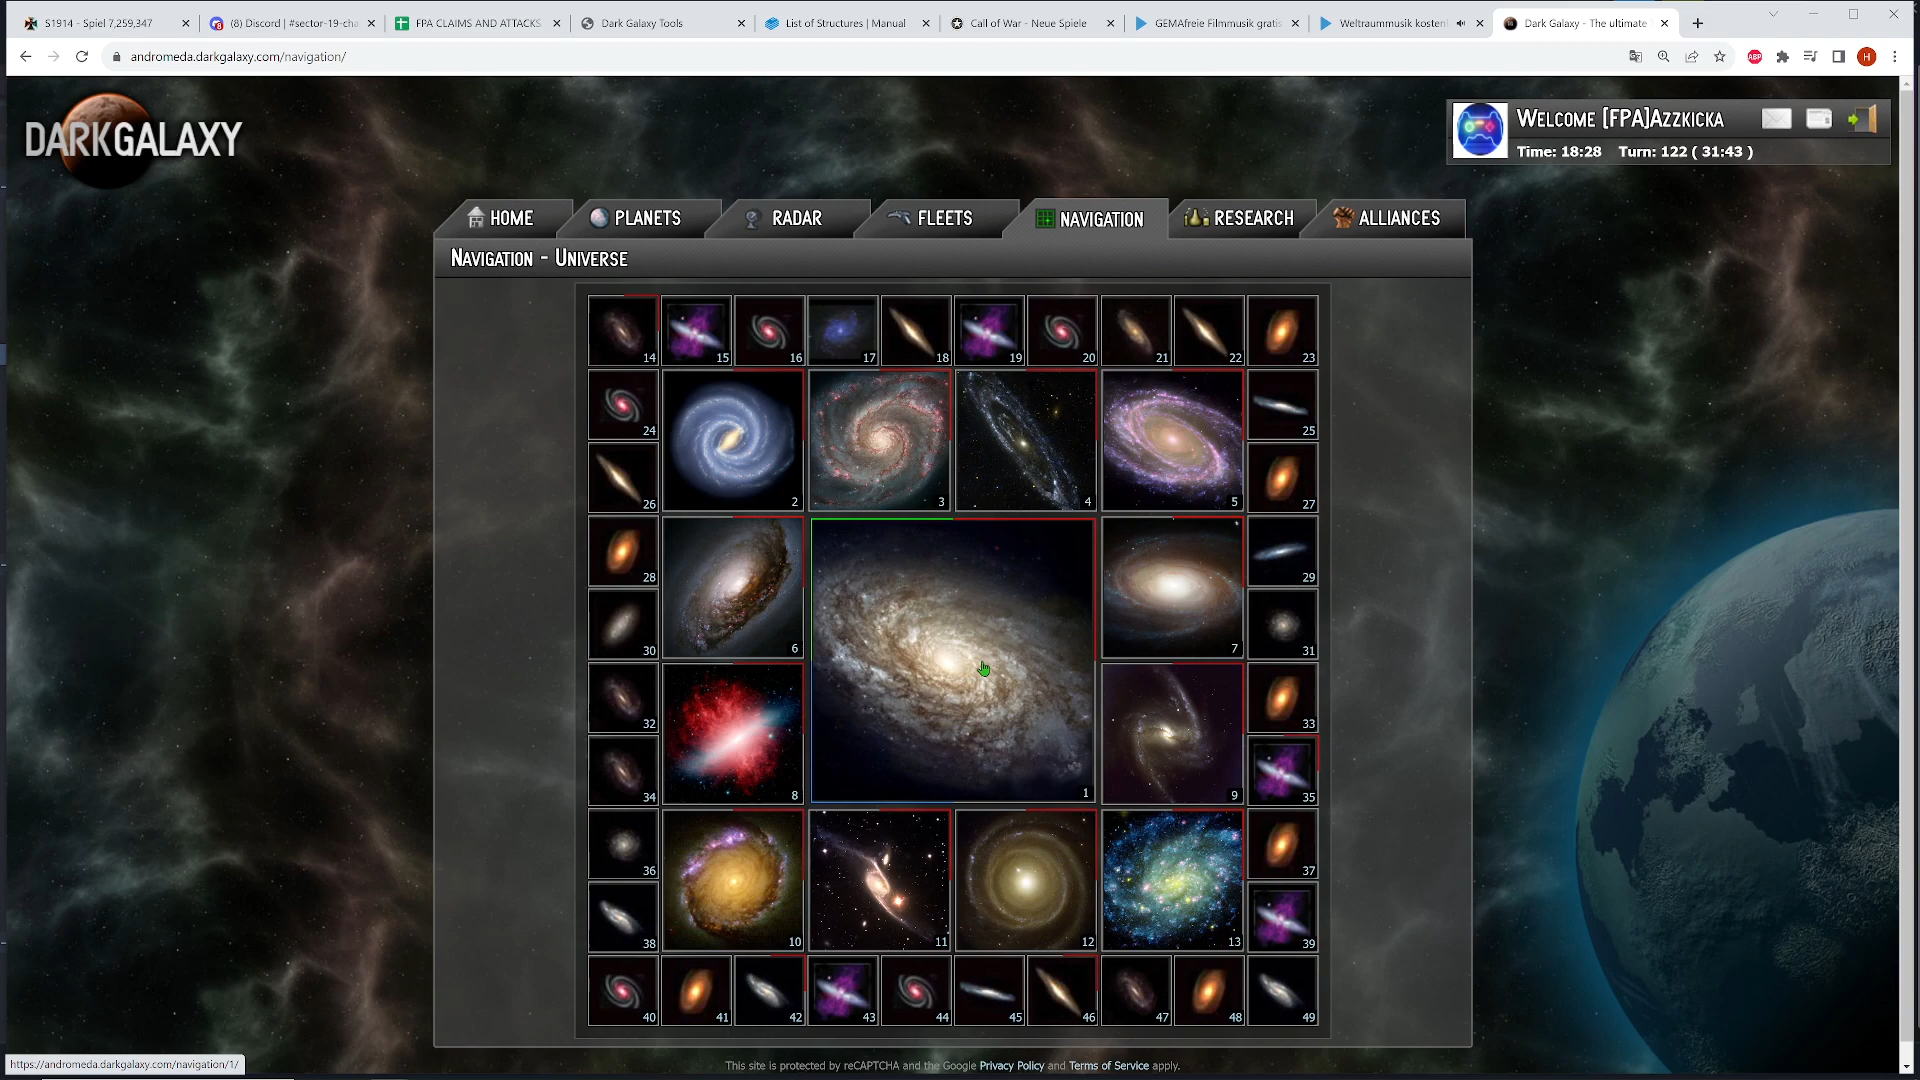 S1914 - Spiel 7,259,347
(8) Discord | #sector-19-cha
FPA CLAIMS AND ATTACKS
Dark Galaxy Tools
List of Structures | Manual
Call of War - Neue Spiele
GEMAfreie Filmmusik gratis
Weltraummusik kostenl
Dark Galaxy - The ultimate
andromeda.darkgalaxy.com/navigation/
ABP
H
DARKGALAXY
WELCOME [FPA]AZZKICKA
Time: 18:28 Turn: 122 ( 31:43 )
HOME
PLANETS
RADAR
FLEETS
NAVIGATION
RESEARCH
ALLIANCES
NAVIGATION - UNIVERSE
14 15 16 17 18 19 20 21 22 23
24 25
2 3 4 5
26 27
28 29
6 7
30 31
32 33
8 1 9
34 35
36 37
10 11 12 13
38 39
40 41 42 43 44 45 46 47 48 49
https://andromeda.darkgalaxy.com/navigation/1/
This site is protected by reCAPTCHA and the Google Privacy Policy and Terms of Service apply.